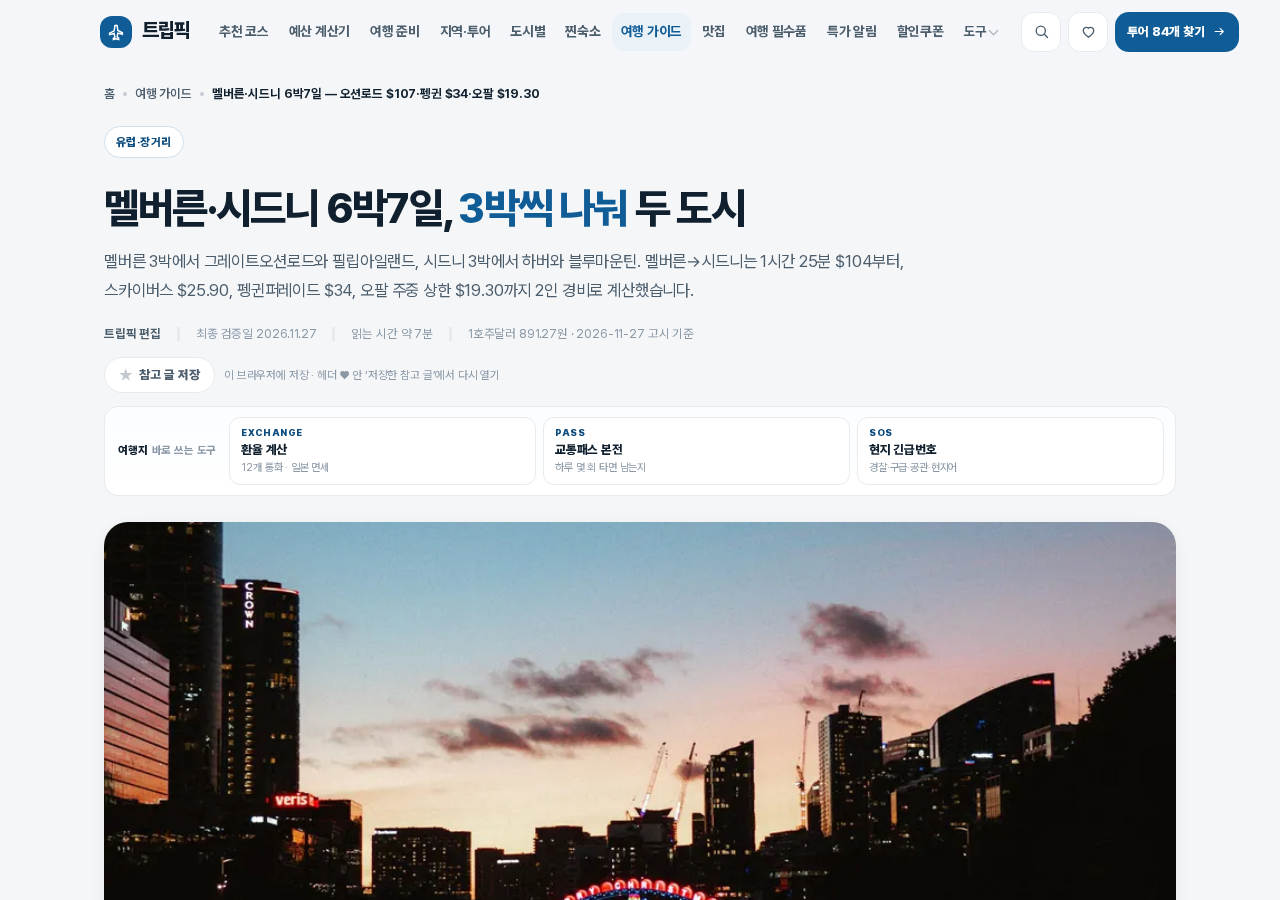 트립픽
추천 코스 예산 계산기 여행 준비 지역·투어 도시별 찐숙소 여행 가이드 맛집 여행 필수품 특가 알림 할인쿠폰 도구
투어 84개 찾기 →
홈 • 여행 가이드 • 멜버른·시드니 6박7일 — 오션로드 $107·펭귄 $34·오팔 $19.30
유럽·장거리
멜버른·시드니 6박7일, 3박씩 나눠 두 도시
멜버른 3박에서 그레이트오션로드와 필립아일랜드, 시드니 3박에서 하버와 블루마운틴. 멜버른→시드니는 1시간 25분 $104부터,
스카이버스 $25.90, 펭귄퍼레이드 $34, 오팔 주중 상한 $19.30까지 2인 경비로 계산했습니다.
트립픽 편집 | 최종 검증일 2026.11.27 | 읽는 시간 약 7분 | 1호주달러 891.27원 · 2026-11-27 고시 기준
★ 참고 글 저장 이 브라우저에 저장 · 헤더 ♥ 안 '저장한 참고 글'에서 다시 열기
여행지 바로 쓰는 도구
EXCHANGE
환율 계산
12개 통화 · 일본 면세
PASS
교통패스 본전
하루 몇 회 타면 남는지
SOS
현지 긴급번호
경찰·구급·공관·현지어
CROWN
veris